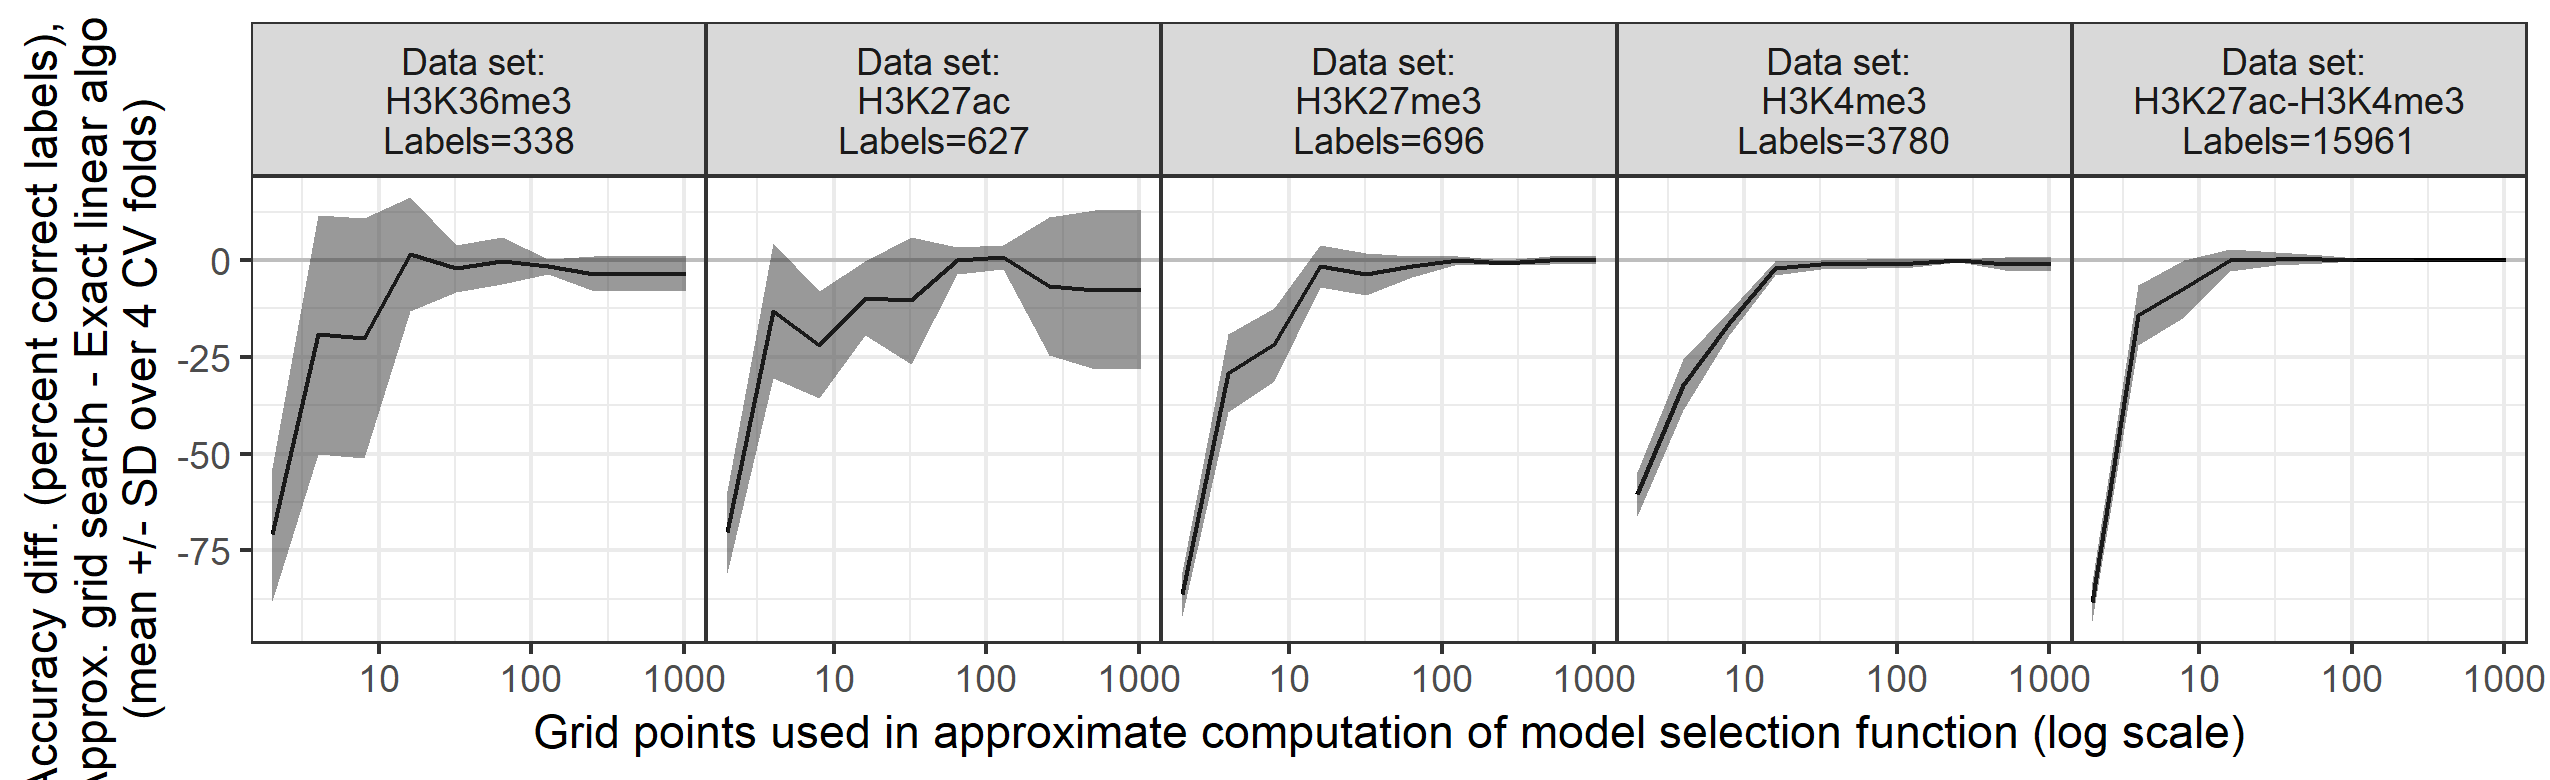 Accuracy diff. (percent correct labels),
Approx. grid search - Exact linear algo
(mean +/- SD over 4 CV folds)
Data set:
H3K36me3
Labels=338
Data set:
H3K27ac
Labels=627
Data set:
H3K27me3
Labels=696
Data set:
H3K4me3
Labels=3780
Data set:
H3K27ac-H3K4me3
Labels=15961
0
-25
-50
-75
10 100 1000 10 100 1000 10 100 1000 10 100 1000 10 100 1000
Grid points used in approximate computation of model selection function (log scale)